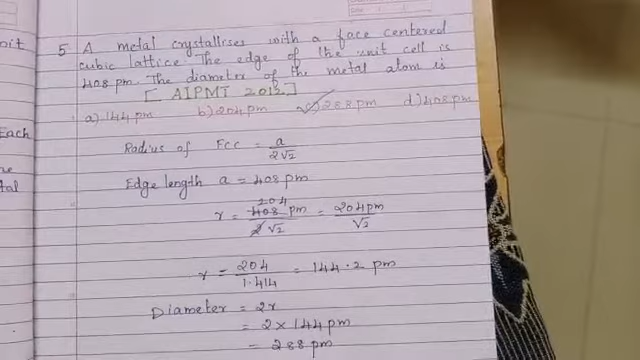 5 A metal crystallises with a face centered
cubic lattice. The edge of the unit cell is
408 pm. The diametre of the metal atom is
[AIPMT 2012]
a) 144 pm b) 204 pm c) 288 pm d) 408 pm
Radius of FCC = a / 2√2
Edge length a = 408 pm
204
r = 408 pm / 2√2 = 204 pm / √2
r = 204 / 1.414 = 144.2 pm
Diameter = 2r
= 2 × 144 pm
= 288 pm
Each